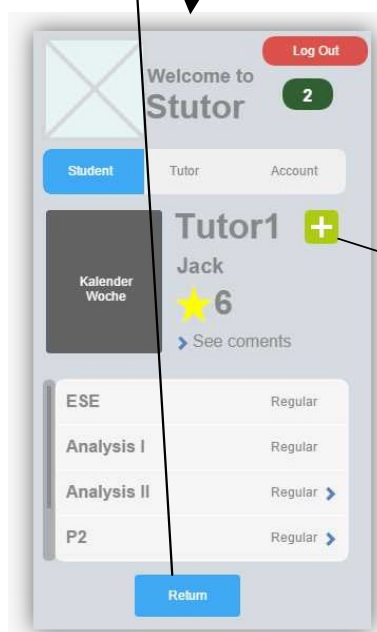 Log Out
Welcome to
Stutor
2
Student Tutor Account
Tutor1
Kalender
Woche
Jack
6
See coments
ESE Regular
Analysis I Regular
Analysis II Regular
P2 Regular
Return